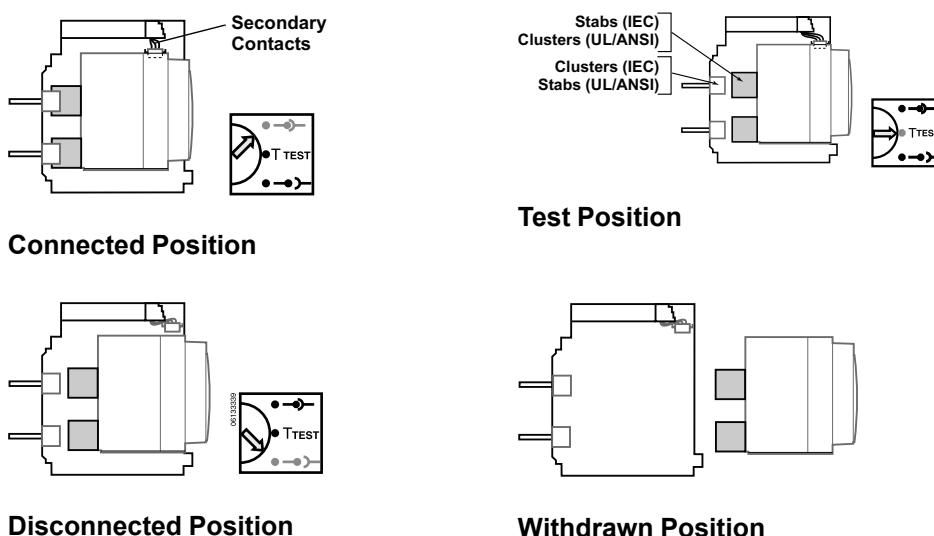 Secondary
Contacts
T TEST
Connected Position
Stabs (IEC)
Clusters (UL/ANSI)
Clusters (IEC)
Stabs (UL/ANSI)
TTES
Test Position
06133339
TTEST
Disconnected Position
Withdrawn Position